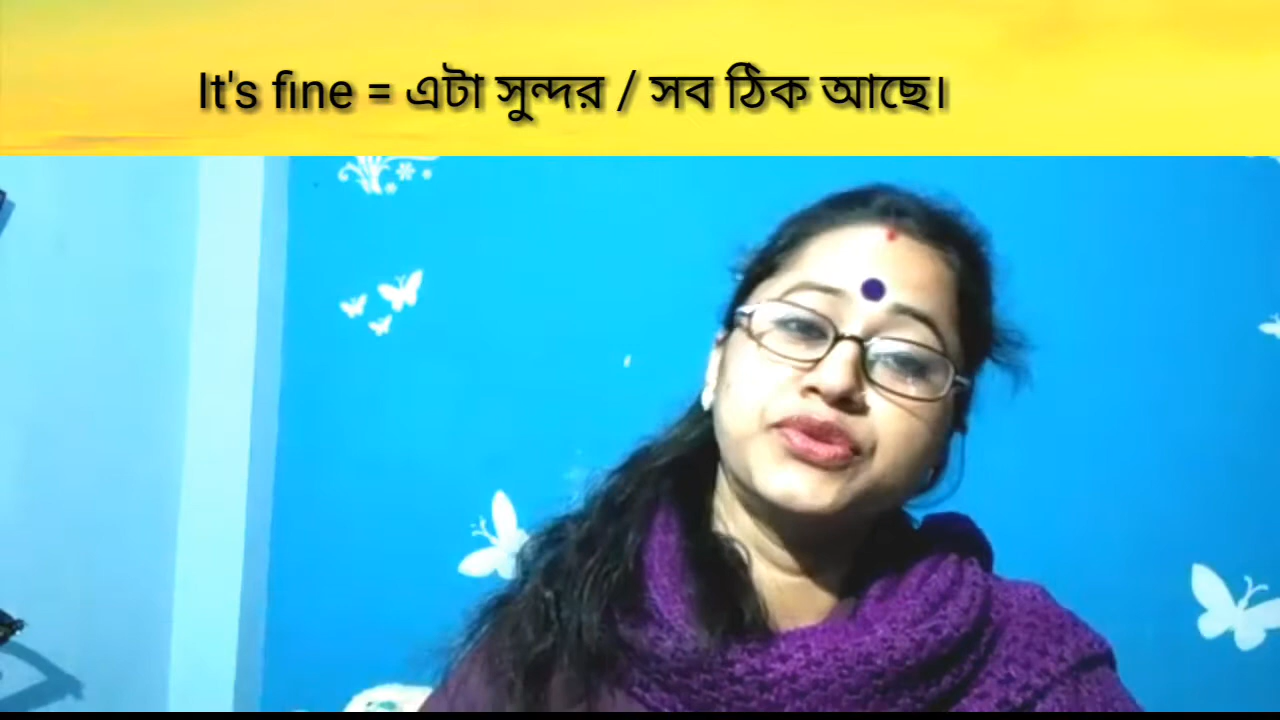 It's fine = এটা সুন্দর / সব ঠিক আছে।